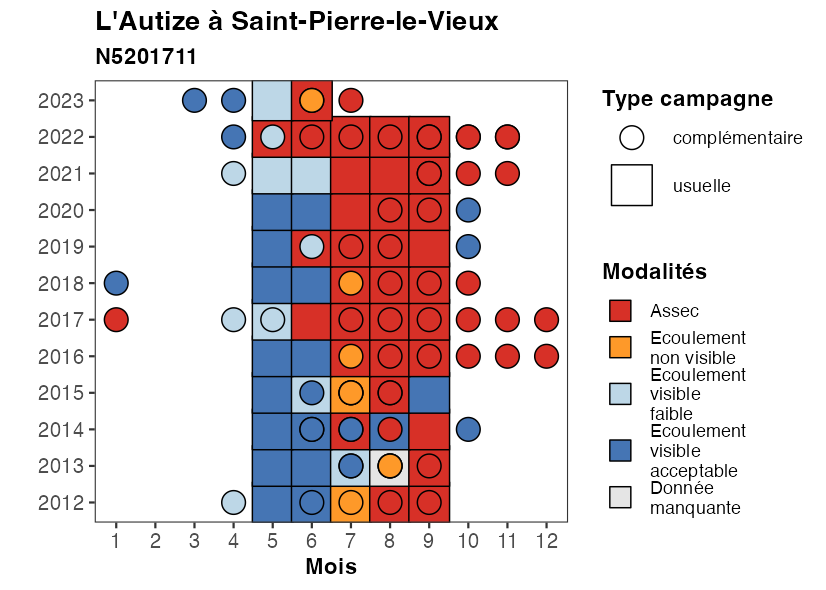 L'Autize à Saint-Pierre-le-Vieux
N5201711
2023
2022
2021
2020
2019
2018
2017
2016
2015
2014
2013
2012
1 2 3 4 5 6 7 8 9 10 11 12
Mois
Type campagne
complémentaire
usuelle
Modalités
Assec
Ecoulement
non visible
Ecoulement
visible
faible
Ecoulement
visible
acceptable
Donnée
manquante